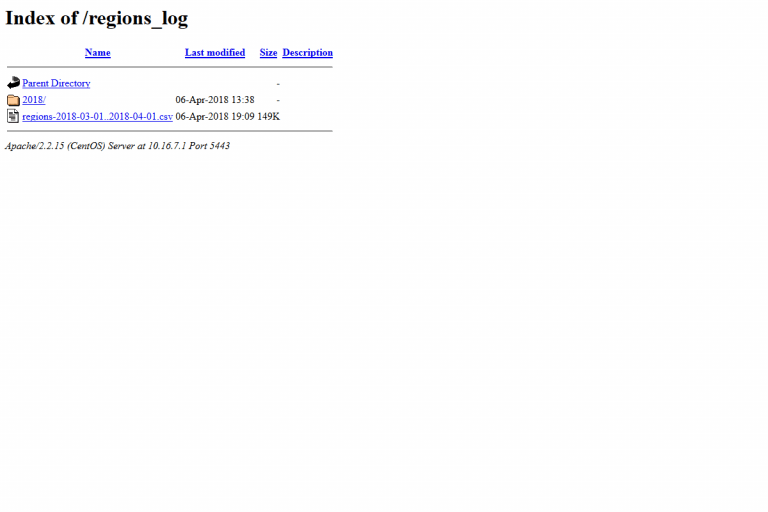 Index of /regions_log
Name Last modified Size Description
Parent Directory -
2018/ 06-Apr-2018 13:38 -
regions-2018-03-01..2018-04-01.csv 06-Apr-2018 19:09 149K
Apache/2.2.15 (CentOS) Server at 10.16.7.1 Port 5443